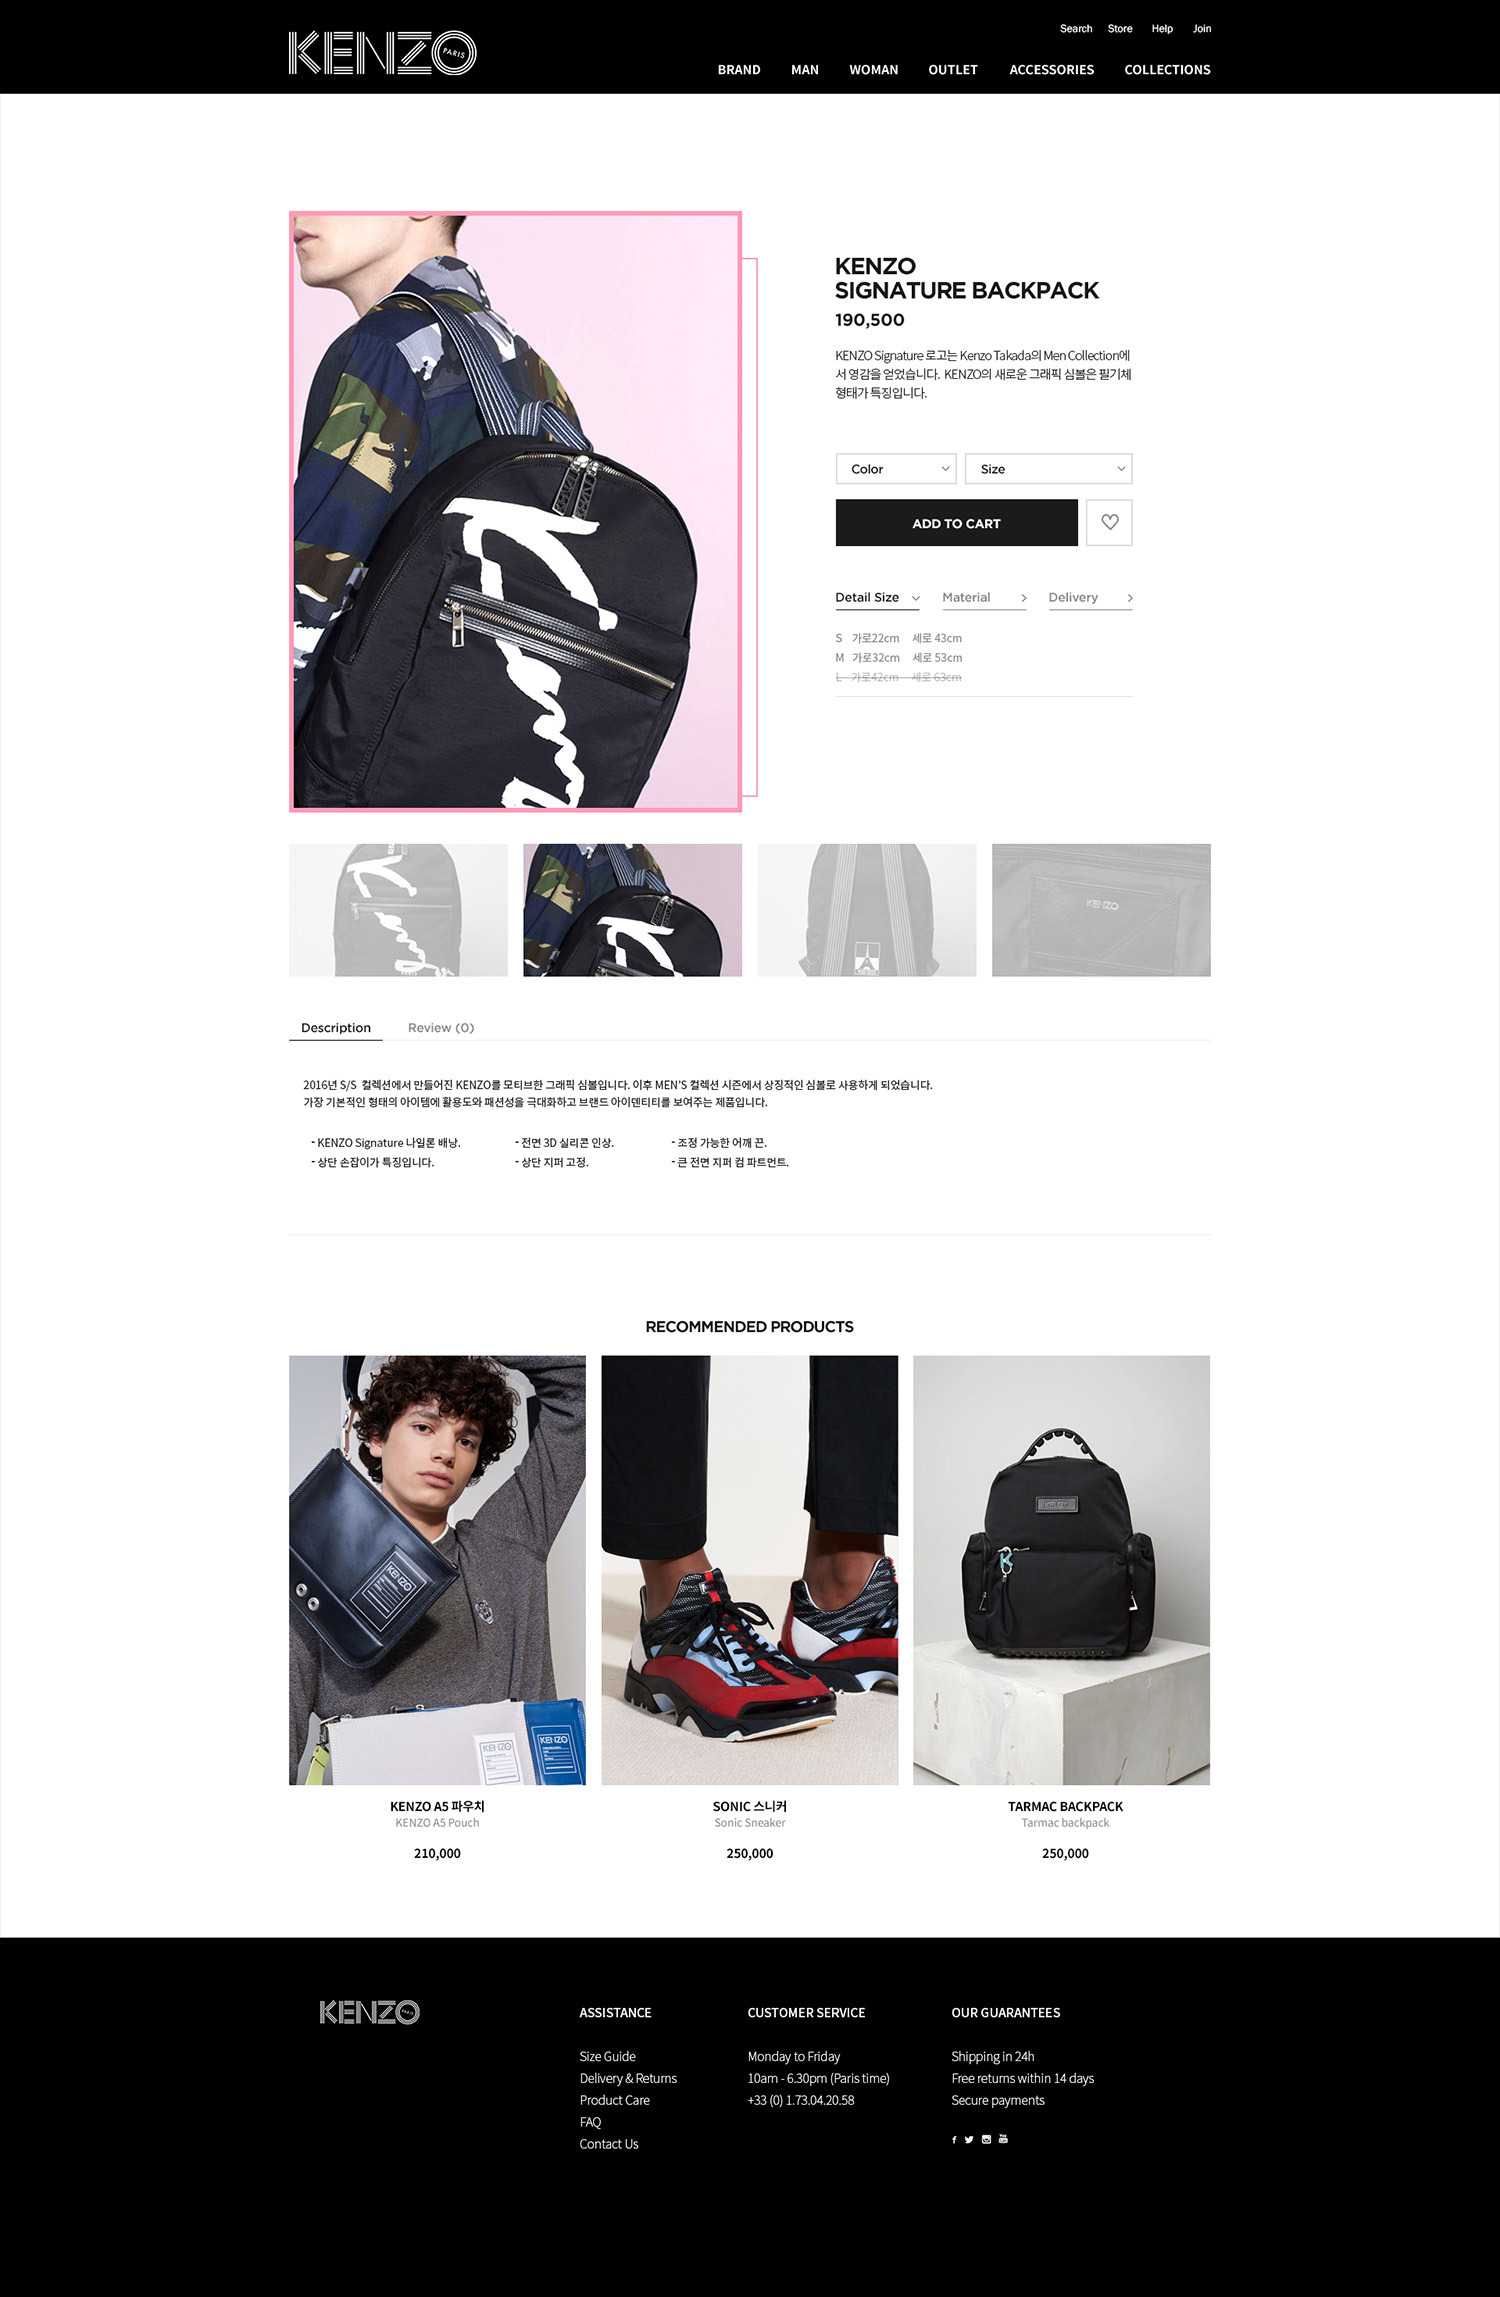 KENZO PARIS
Search Store Help Join
BRAND MAN WOMAN OUTLET ACCESSORIES COLLECTIONS
KENZO
SIGNATURE BACKPACK
190,500
KENZO Signature 로고는 Kenzo Takada의 Men Collection에
서 영감을 얻었습니다. KENZO의 새로운 그래픽 심볼은 필기체
형태가 특징입니다.
Color Size
ADD TO CART
Detail Size Material Delivery
S 가로22cm 세로 43cm
M 가로32cm 세로 53cm
L 가로42cm 세로 63cm
KENZO
KENZO
Description Review (0)
2016년 S/S 컬렉션에서 만들어진 KENZO를 모티브한 그래픽 심볼입니다. 이후 MEN'S 컬렉션 시즌에서 상징적인 심볼로 사용하게 되었습니다.
가장 기본적인 형태의 아이템에 활용도와 패션성을 극대화하고 브랜드 아이덴티티를 보여주는 제품입니다.
- KENZO Signature 나일론 배낭. - 전면 3D 실리콘 인상. - 조정 가능한 어깨 끈.
- 상단 손잡이가 특징입니다. - 상단 지퍼 고정. - 큰 전면 지퍼 컴 파트먼트.
RECOMMENDED PRODUCTS
KENZO
KENZO
KENZO
KENZO
KENZO A5 파우치
KENZO A5 Pouch
210,000
SONIC 스니커
Sonic Sneaker
250,000
TARMAC BACKPACK
Tarmac backpack
250,000
KENZO PARIS
ASSISTANCE
Size Guide
Delivery & Returns
Product Care
FAQ
Contact Us
CUSTOMER SERVICE
Monday to Friday
10am - 6.30pm (Paris time)
+33 (0) 1.73.04.20.58
OUR GUARANTEES
Shipping in 24h
Free returns within 14 days
Secure payments